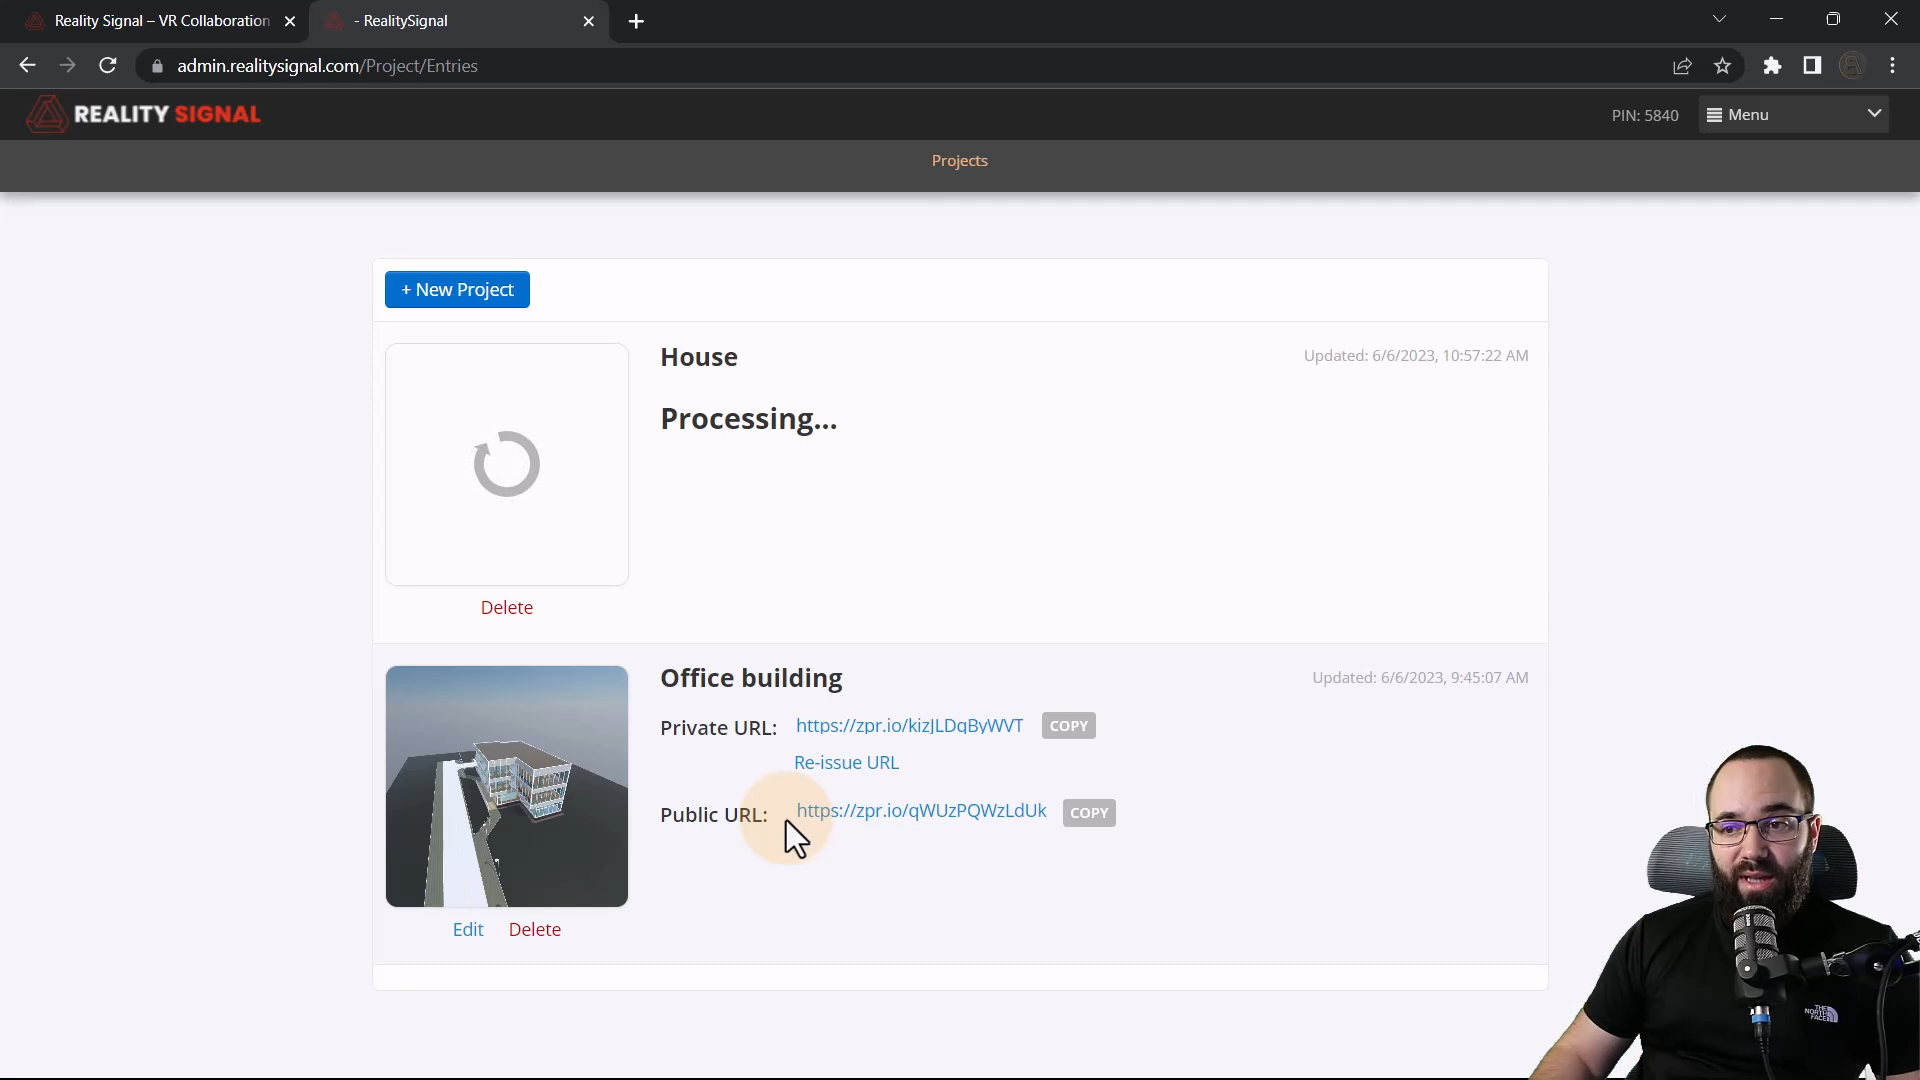 Reality Signal – VR Collaboration
- RealitySignal
admin.realitysignal.com/Project/Entries
REALITY SIGNAL
PIN: 5840
Menu
Projects
+ New Project
House
Updated: 6/6/2023, 10:57:22 AM
Processing...
Delete
Office building
Updated: 6/6/2023, 9:45:07 AM
Private URL: https://zpr.io/kizJLDqByWVT COPY
Re-issue URL
Public URL: https://zpr.io/qWUzPQWzLdUk COPY
Edit Delete
THE
NORTH
FACE